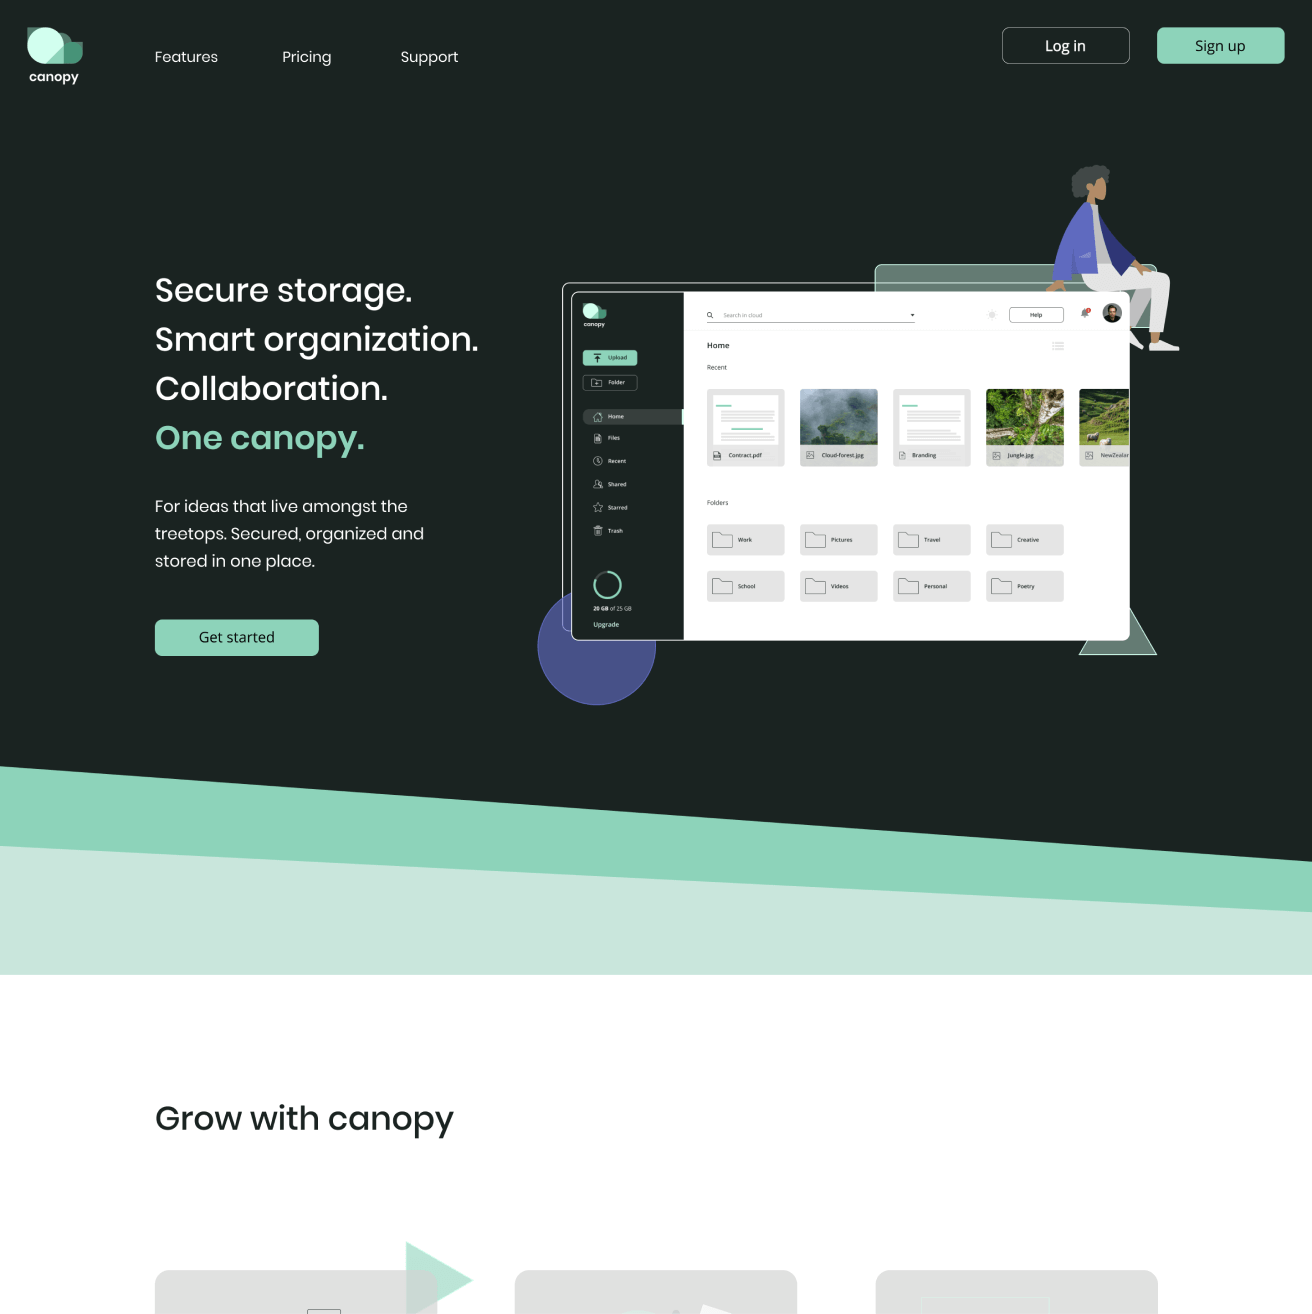 canopy
Features
Pricing
Support
Log in
Sign up
Secure storage.
Smart organization.
Collaboration.
One canopy.
For ideas that live amongst the
treetops. Secured, organized and
stored in one place.
Get started
canopy
Upload
Folder
Home
Files
Recent
Shared
Starred
Trash
20 GB of 25 GB
Upgrade
Search in cloud
Help
Home
Recent
Contract.pdf
Cloud-forest.jpg
Branding
Jungle.jpg
NewZealar
Folders
Work
Pictures
Travel
Creative
School
Videos
Personal
Poetry
Grow with canopy